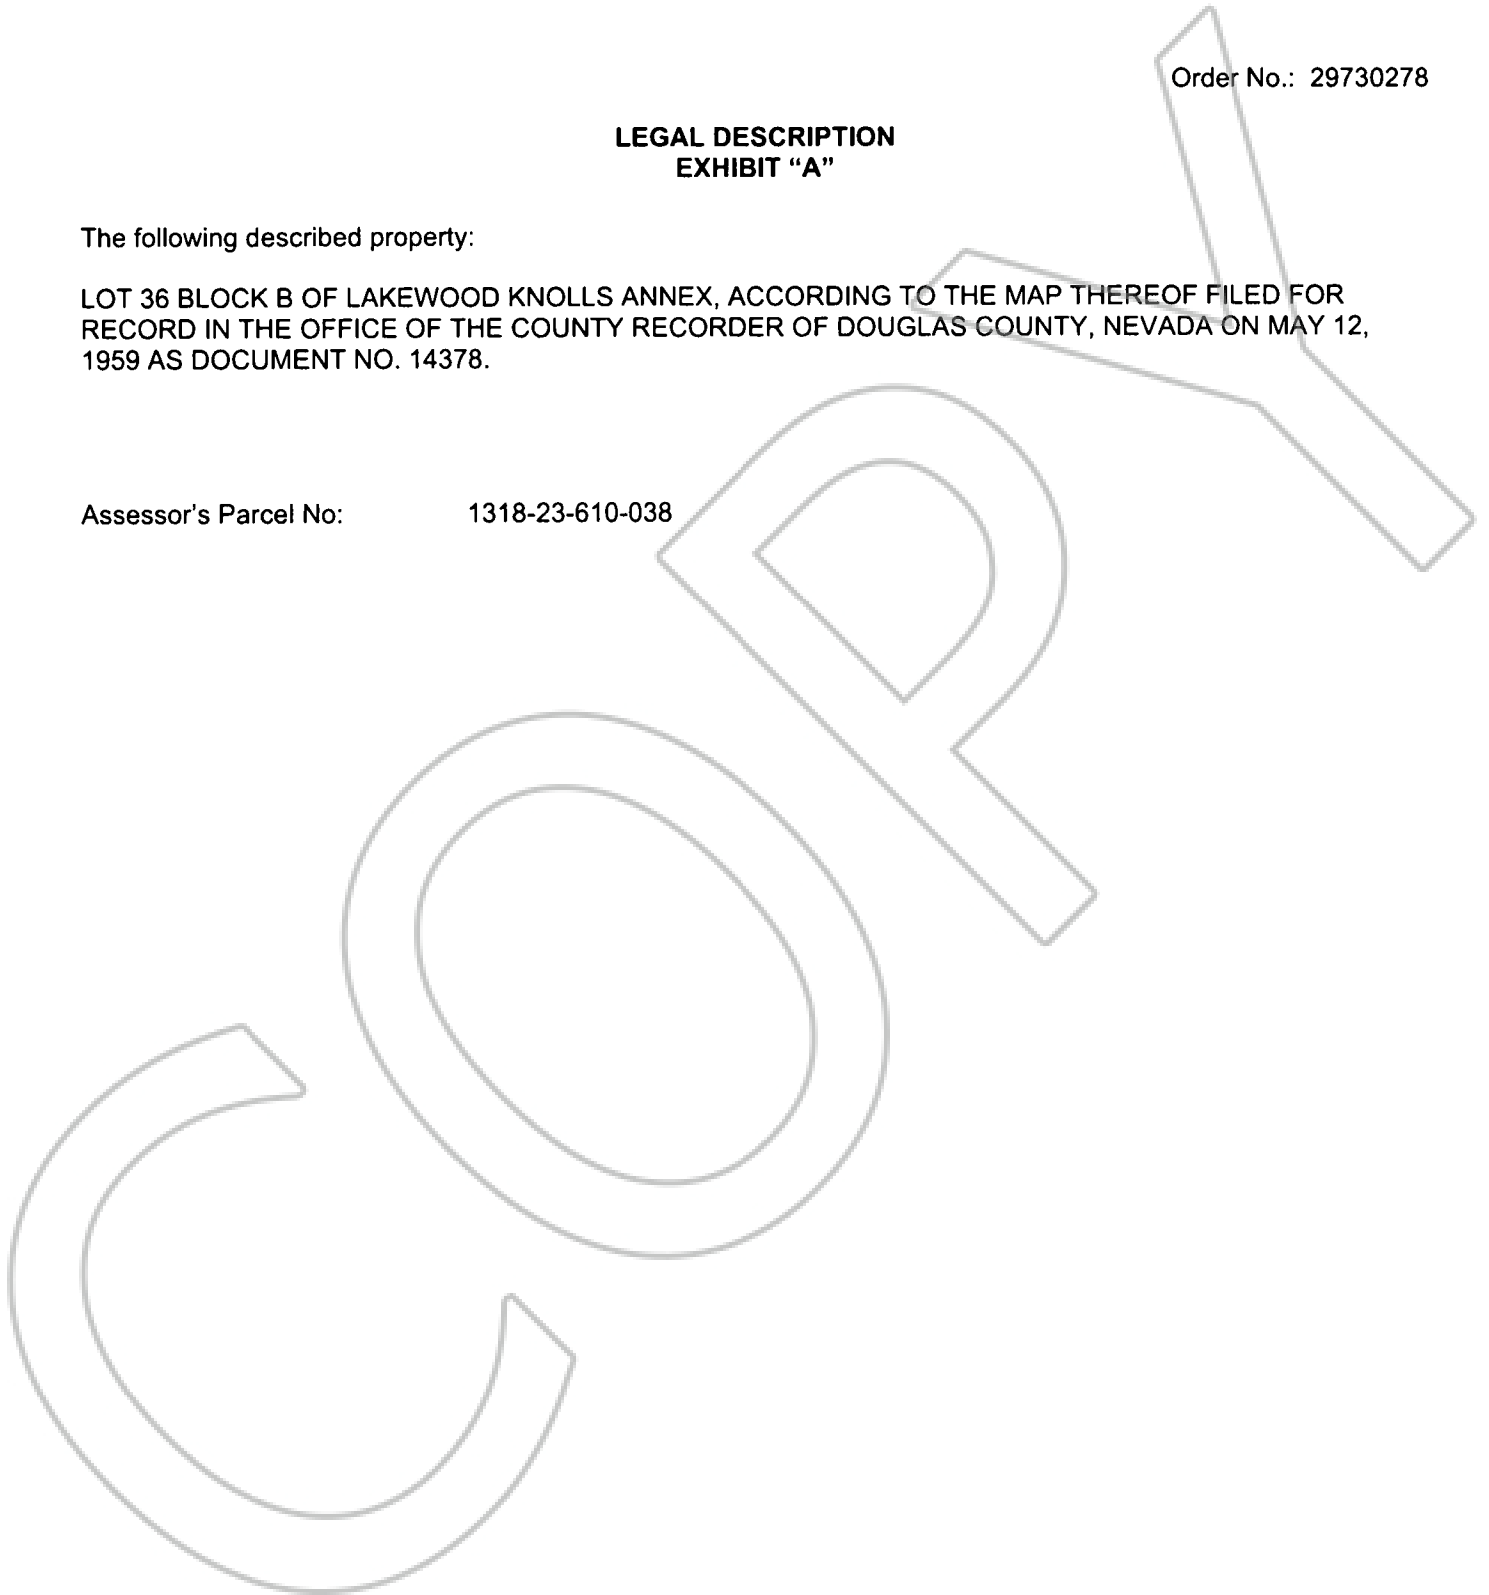 Order No.: 29730278
LEGAL DESCRIPTION
EXHIBIT “A”
The following described property:
LOT 36 BLOCK B OF LAKEWOOD KNOLLS ANNEX, ACCORDING TO THE MAP THEREOF FILED FOR
RECORD IN THE OFFICE OF THE COUNTY RECORDER OF DOUGLAS COUNTY, NEVADA ON MAY 12,
1959 AS DOCUMENT NO. 14378.
Assessor’s Parcel No: 1318-23-610-038
COPY